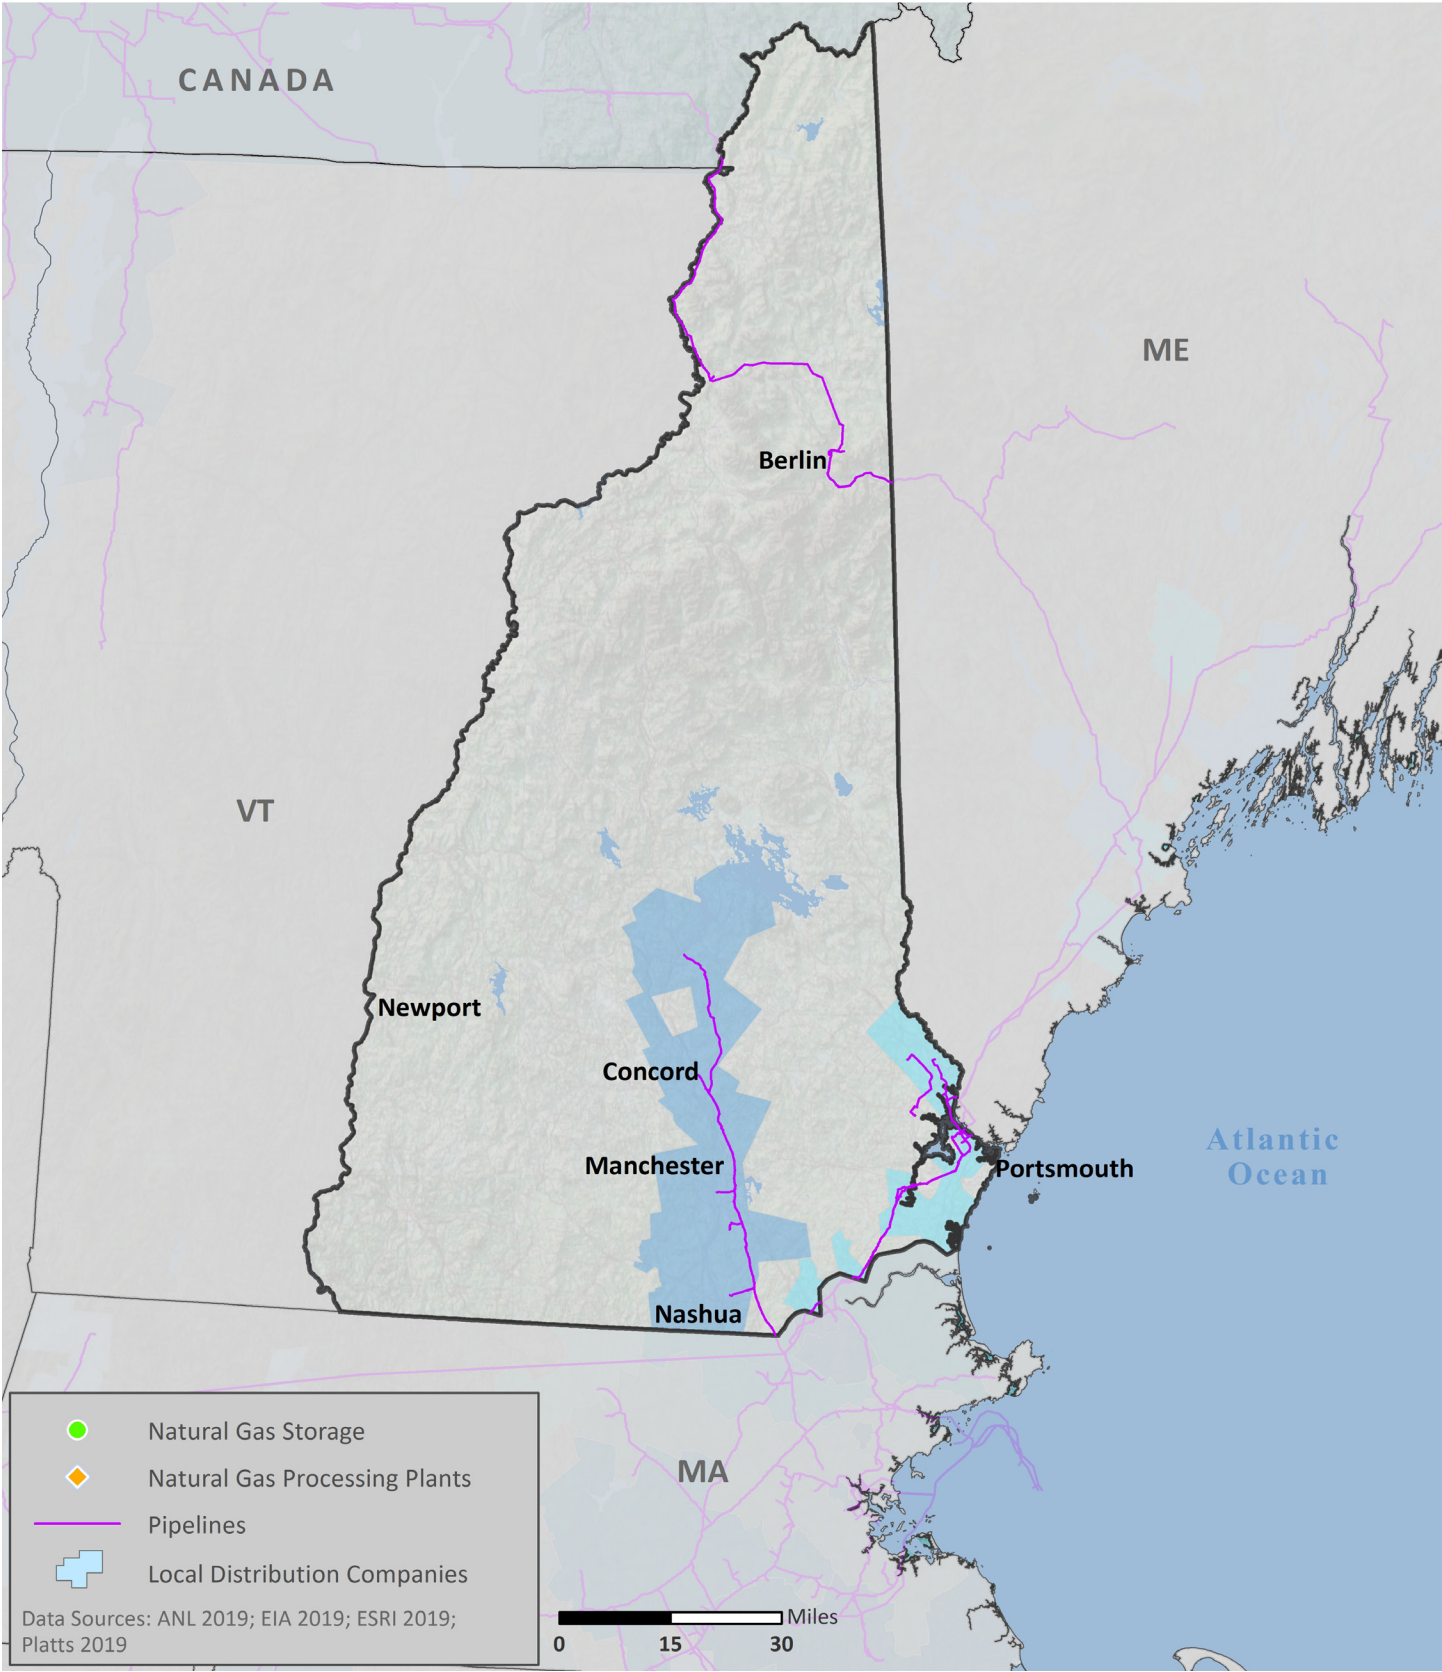 CANADA
ME
Berlin
VT
Newport
Concord
Manchester
Portsmouth
Atlantic
Ocean
Nashua
MA
Natural Gas Storage
Natural Gas Processing Plants
Pipelines
Local Distribution Companies
Data Sources: ANL 2019; EIA 2019; ESRI 2019;
Platts 2019
Miles
0 15 30